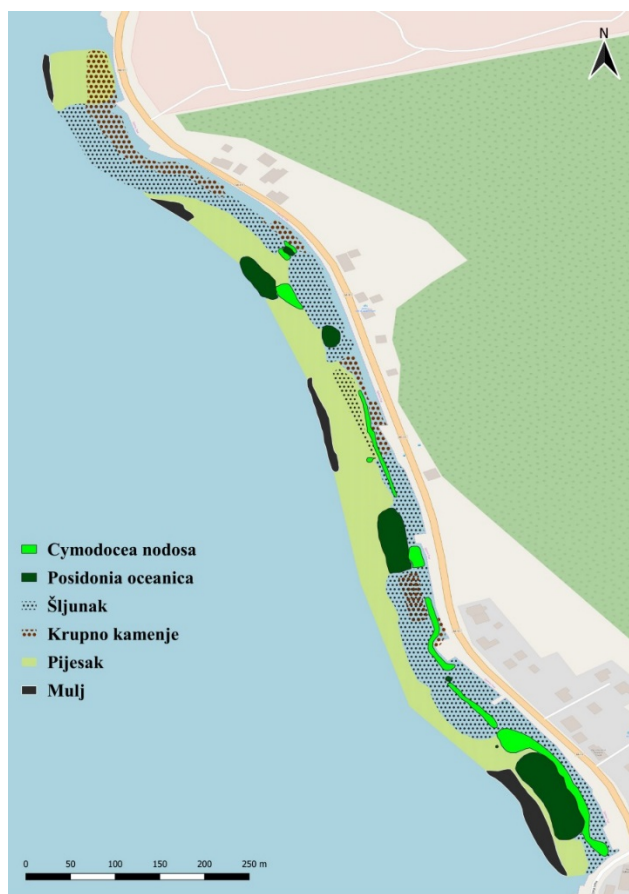 N
Cymodocea nodosa
Posidonia oceanica
Šljunak
Krupno kamenje
Pijesak
Mulj
0 50 100 150 200 250 m